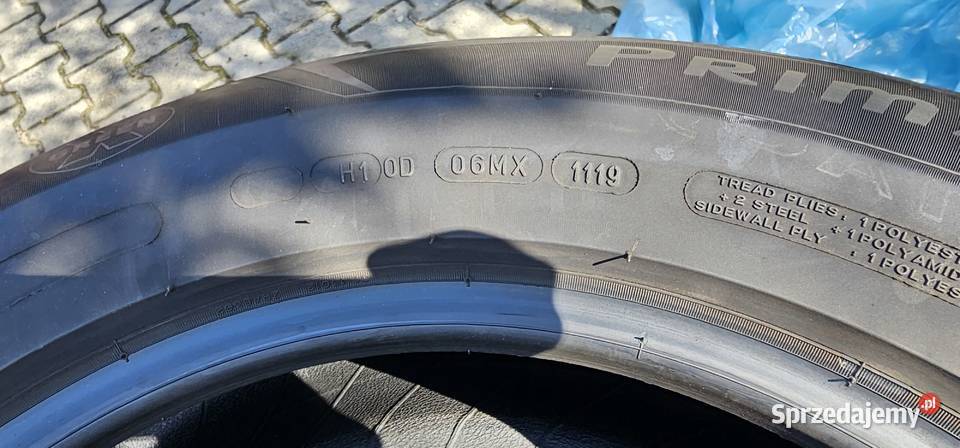 PRIM
H1 0D 06MX 1119
TREAD PLIES: 1 POLYEST
+ 2 STEEL + 1 POLYAMID
SIDEWALL PLY : 1 POLYES
Sprzedajemy.pl